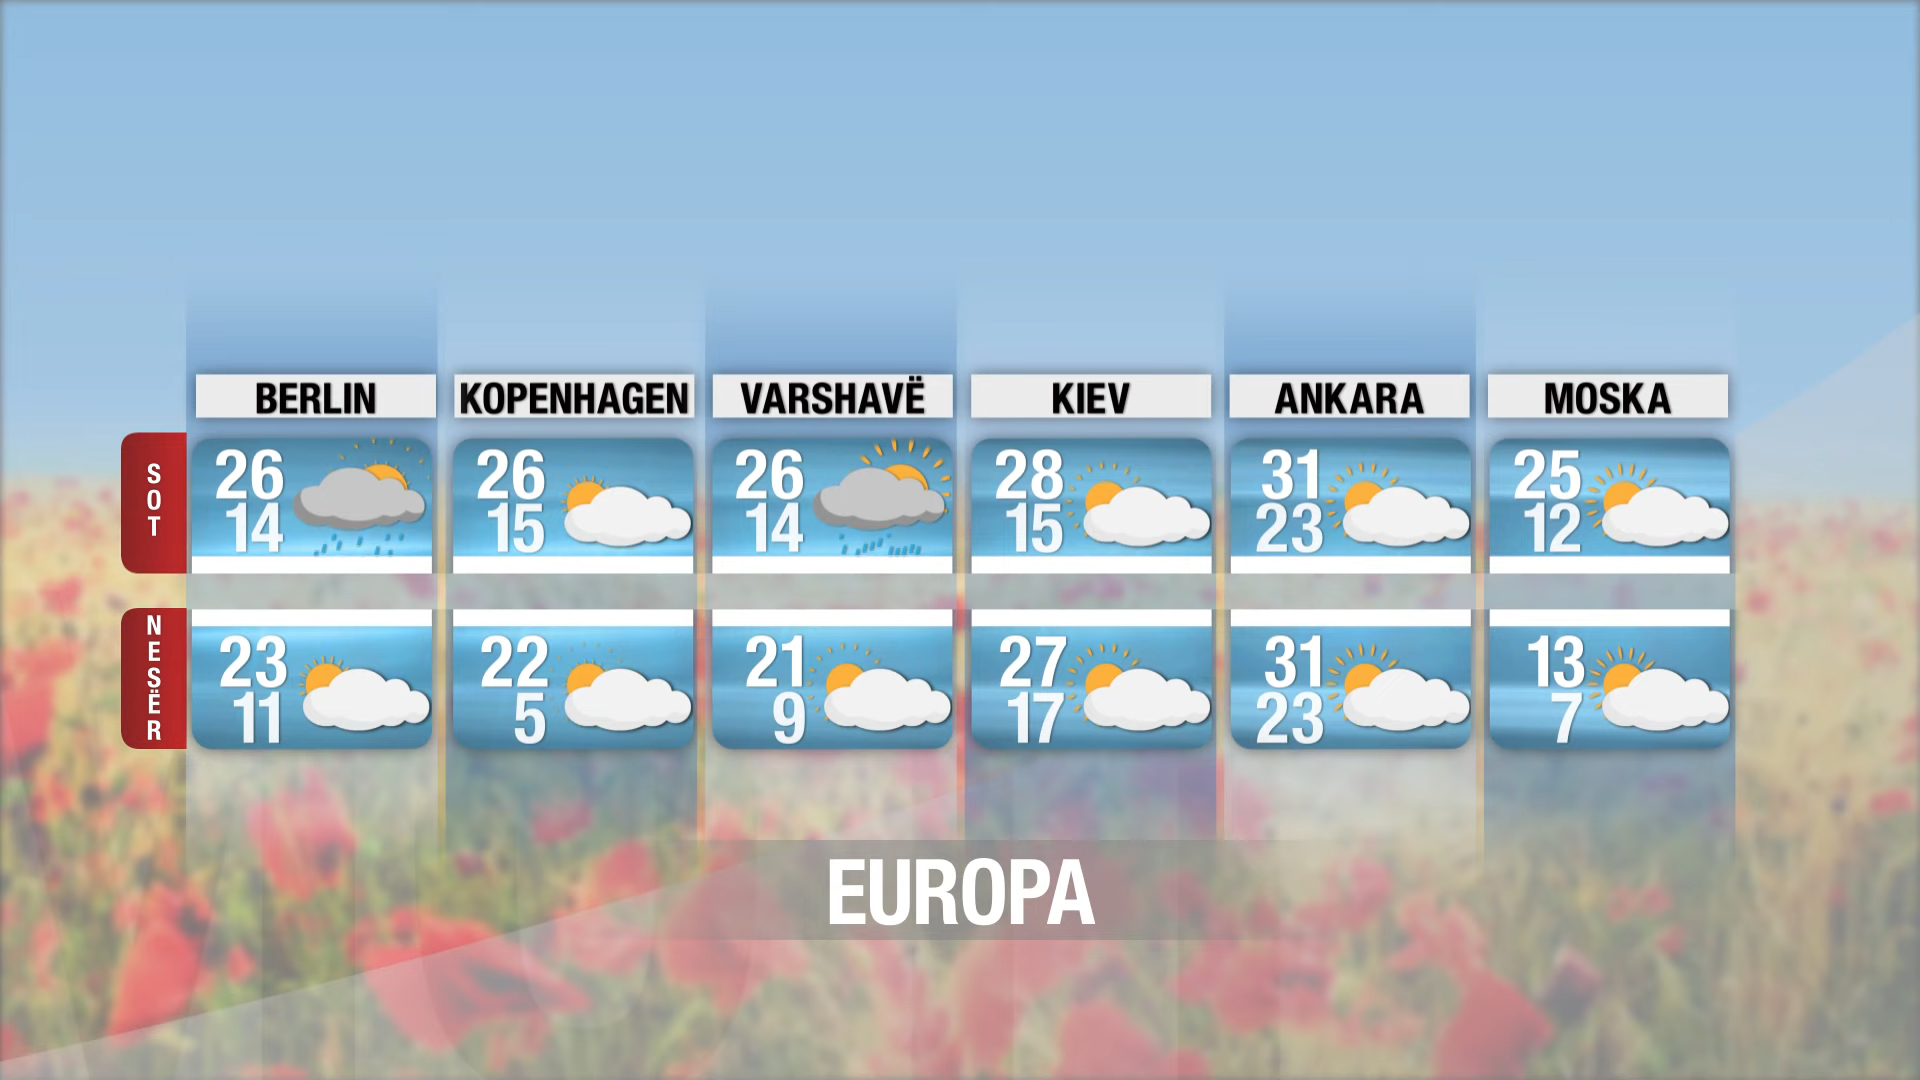 BERLIN KOPENHAGEN VARSHAVË KIEV ANKARA MOSKA
SOT
26 26 26 28 31 25
14 15 14 15 23 12
NESËR
23 22 21 27 31 13
11 5 9 17 23 7
EUROPA